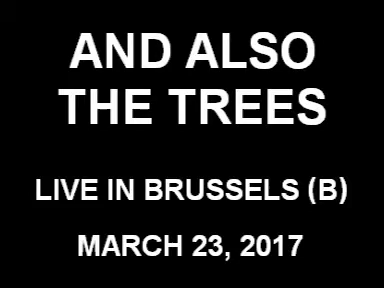 AND ALSO
THE TREES
LIVE IN BRUSSELS (B)
MARCH 23, 2017